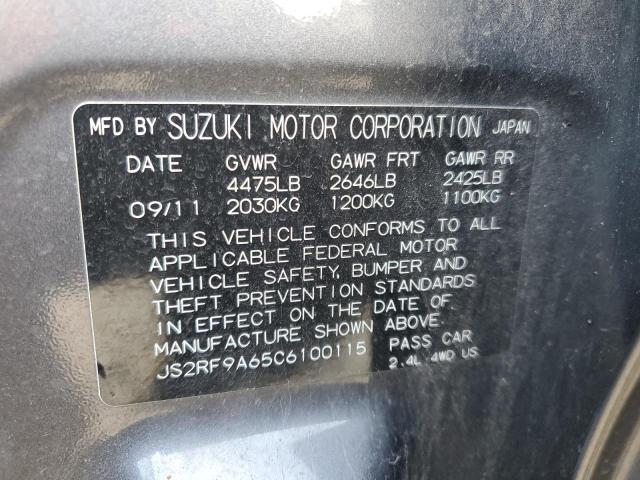 MFD BY SUZUKI MOTOR CORPORATION JAPAN
DATE GVWR GAWR FRT GAWR RR
4475LB 2646LB 2425LB
09/11 2030KG 1200KG 1100KG
THIS VEHICLE CONFORMS TO ALL
APPLICABLE FEDERAL MOTOR
VEHICLE SAFETY, BUMPER AND
THEFT PREVENTION STANDARDS
IN EFFECT ON THE DATE OF
MANUFACTURE SHOWN ABOVE.
JS2RF9A65C6100115 PASS CAR
2.4L 4WD US